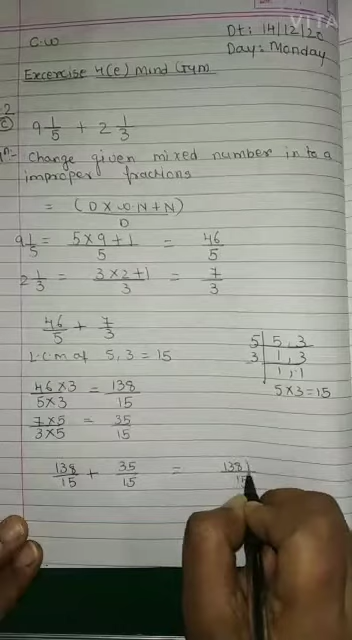 VITA
C.W
Dt: 14/12/20
Day: Monday
Excercise 4(e) Mind Gym
2
c
9 1/5 + 2 1/3
Change given mixed number in to a
improper fractions
= (D × W.N + N) / D
9 1/5 = 5×9+1 / 5 = 46/5
2 1/3 = 3×2+1 / 3 = 7/3
46/5 + 7/3
L.C.M of 5, 3 = 15
5 | 5, 3
3 | 1, 3
1, 1
5×3=15
46×3 / 5×3 = 138/15
7×5 / 3×5 = 35/15
138/15 + 35/15 = 138